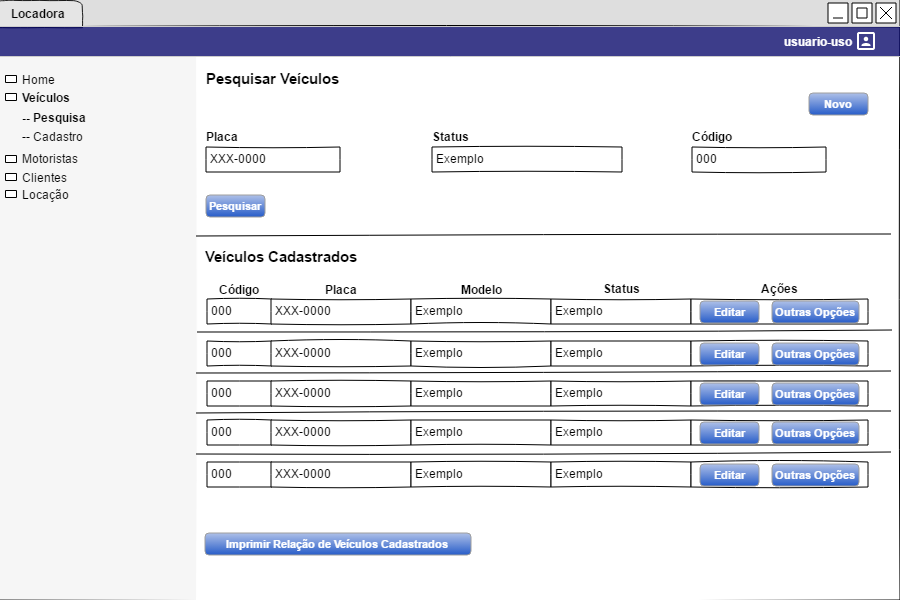 Locadora
usuario-uso
Home
Veículos
-- Pesquisa
-- Cadastro
Motoristas
Clientes
Locação
Pesquisar Veículos
Novo
Placa Status Código
XXX-0000 Exemplo 000
Pesquisar
Veículos Cadastrados
Código Placa Modelo Status Ações
000 XXX-0000 Exemplo Exemplo Editar Outras Opções
000 XXX-0000 Exemplo Exemplo Editar Outras Opções
000 XXX-0000 Exemplo Exemplo Editar Outras Opções
000 XXX-0000 Exemplo Exemplo Editar Outras Opções
000 XXX-0000 Exemplo Exemplo Editar Outras Opções
Imprimir Relação de Veículos Cadastrados